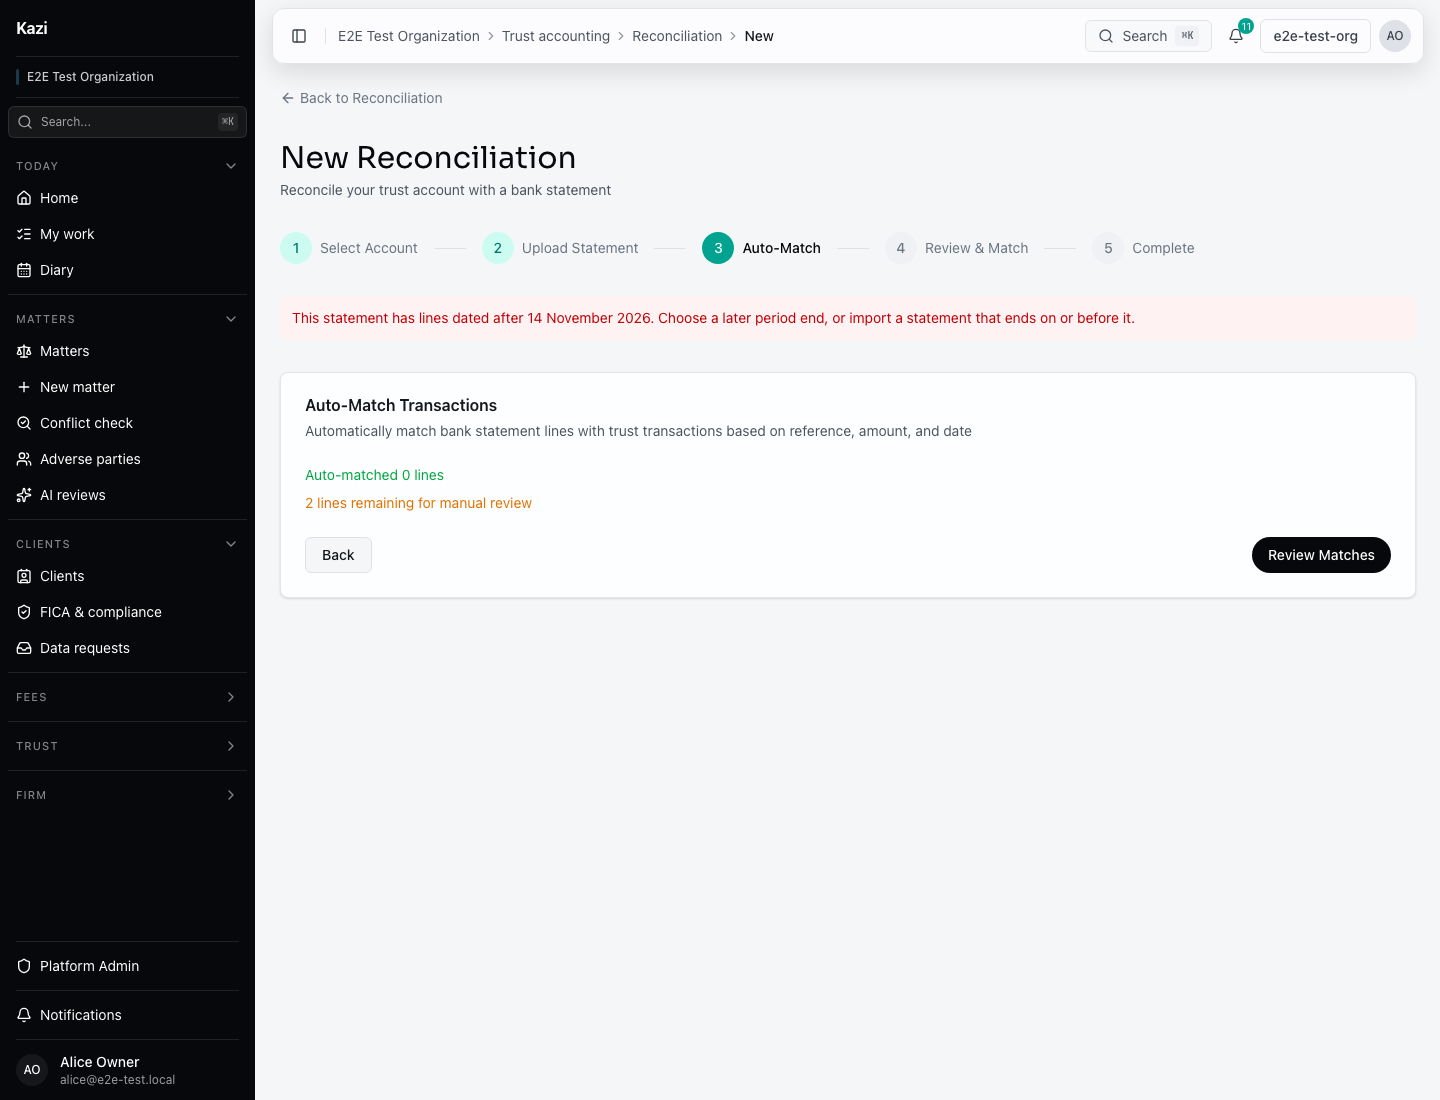 Kazi
E2E Test Organization
Search...
⌘K
TODAY
Home
My work
Diary
MATTERS
Matters
New matter
Conflict check
Adverse parties
AI reviews
CLIENTS
Clients
FICA & compliance
Data requests
FEES
TRUST
FIRM
Platform Admin
Notifications
AO
Alice Owner
alice@e2e-test.local
E2E Test Organization > Trust accounting > Reconciliation > New
Search ⌘K
11
e2e-test-org
AO
Back to Reconciliation
New Reconciliation
Reconcile your trust account with a bank statement
1 Select Account
2 Upload Statement
3 Auto-Match
4 Review & Match
5 Complete
This statement has lines dated after 14 November 2026. Choose a later period end, or import a statement that ends on or before it.
Auto-Match Transactions
Automatically match bank statement lines with trust transactions based on reference, amount, and date
Auto-matched 0 lines
2 lines remaining for manual review
Back
Review Matches